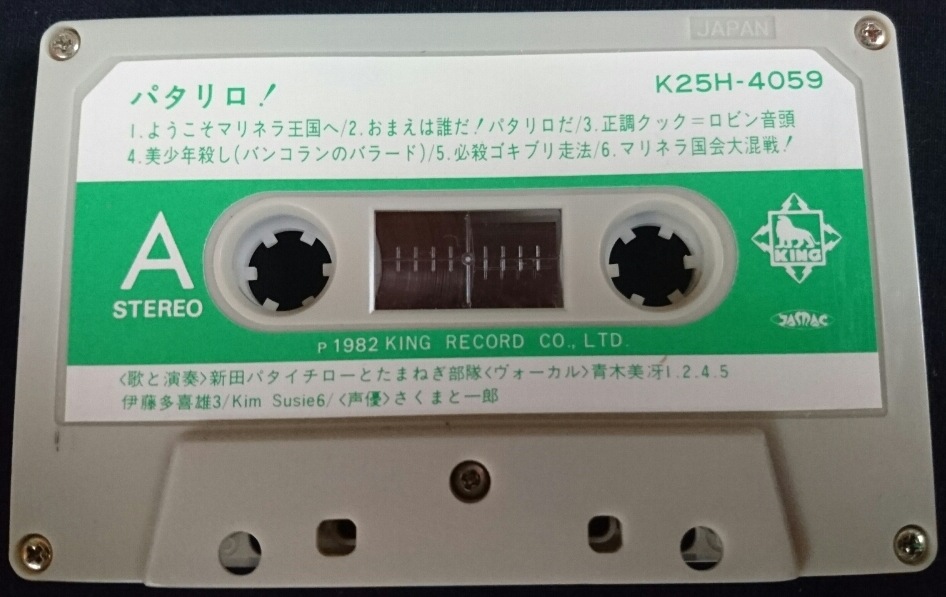 JAPAN
パタリロ！
K25H-4059
1.ようこそマリネラ王国へ/2.おまえは誰だ！パタリロだ/3.正調クック=ロビン音頭
4.美少年殺し(バンコランのバラード)/5.必殺ゴキブリ走法/6.マリネラ国会大混戦！
A
STEREO
KING
JASRAC
P1982 KING RECORD CO., LTD.
〈歌と演奏〉新田パタイチローとたまねぎ部隊〈ヴォーカル〉青木美冴1.2.4.5
伊藤多喜雄3/Kim Susie6/〈声優〉さくまと一郎